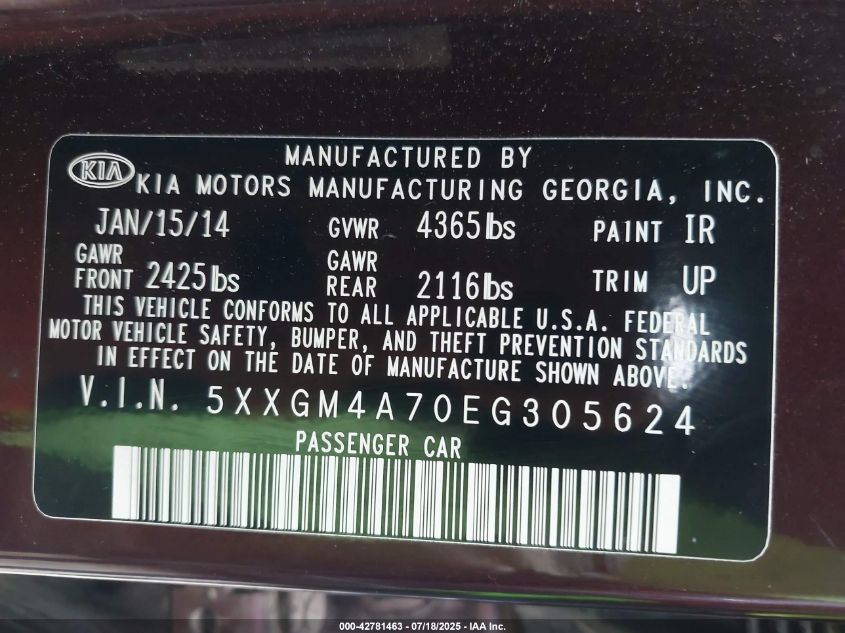 MANUFACTURED BY
KIA KIA MOTORS MANUFACTURING GEORGIA, INC.
JAN/15/14 GVWR 4365lbs PAINT IR
GAWR FRONT 2425lbs GAWR REAR 2116lbs TRIM UP
THIS VEHICLE CONFORMS TO ALL APPLICABLE U.S.A. FEDERAL
MOTOR VEHICLE SAFETY, BUMPER, AND THEFT PREVENTION STANDARDS
IN EFFECT ON THE DATE OF MANUFACTURE SHOWN ABOVE.
V.I.N. 5XXGM4A70EG305624
PASSENGER CAR
000-42781463 - 07/18/2025 - IAA Inc.